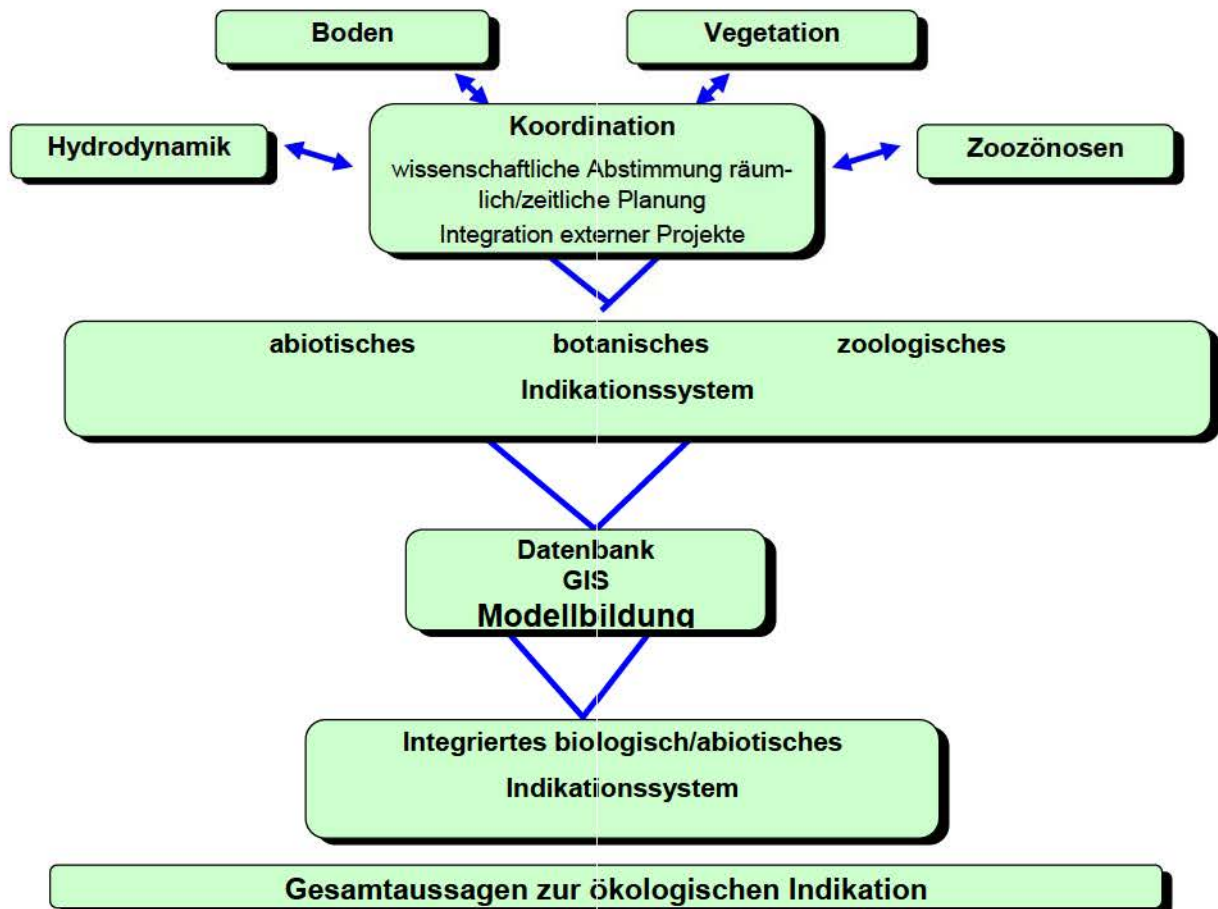 Boden
Vegetation
Hydrodynamik
Koordination
wissenschaftliche Abstimmung räum-
lich/zeitliche Planung
Integration externer Projekte
Zoozönosen
abiotisches botanisches zoologisches
Indikationssystem
Datenbank
GIS
Modellbildung
Integriertes biologisch/abiotisches
Indikationssystem
Gesamtaussagen zur ökologischen Indikation